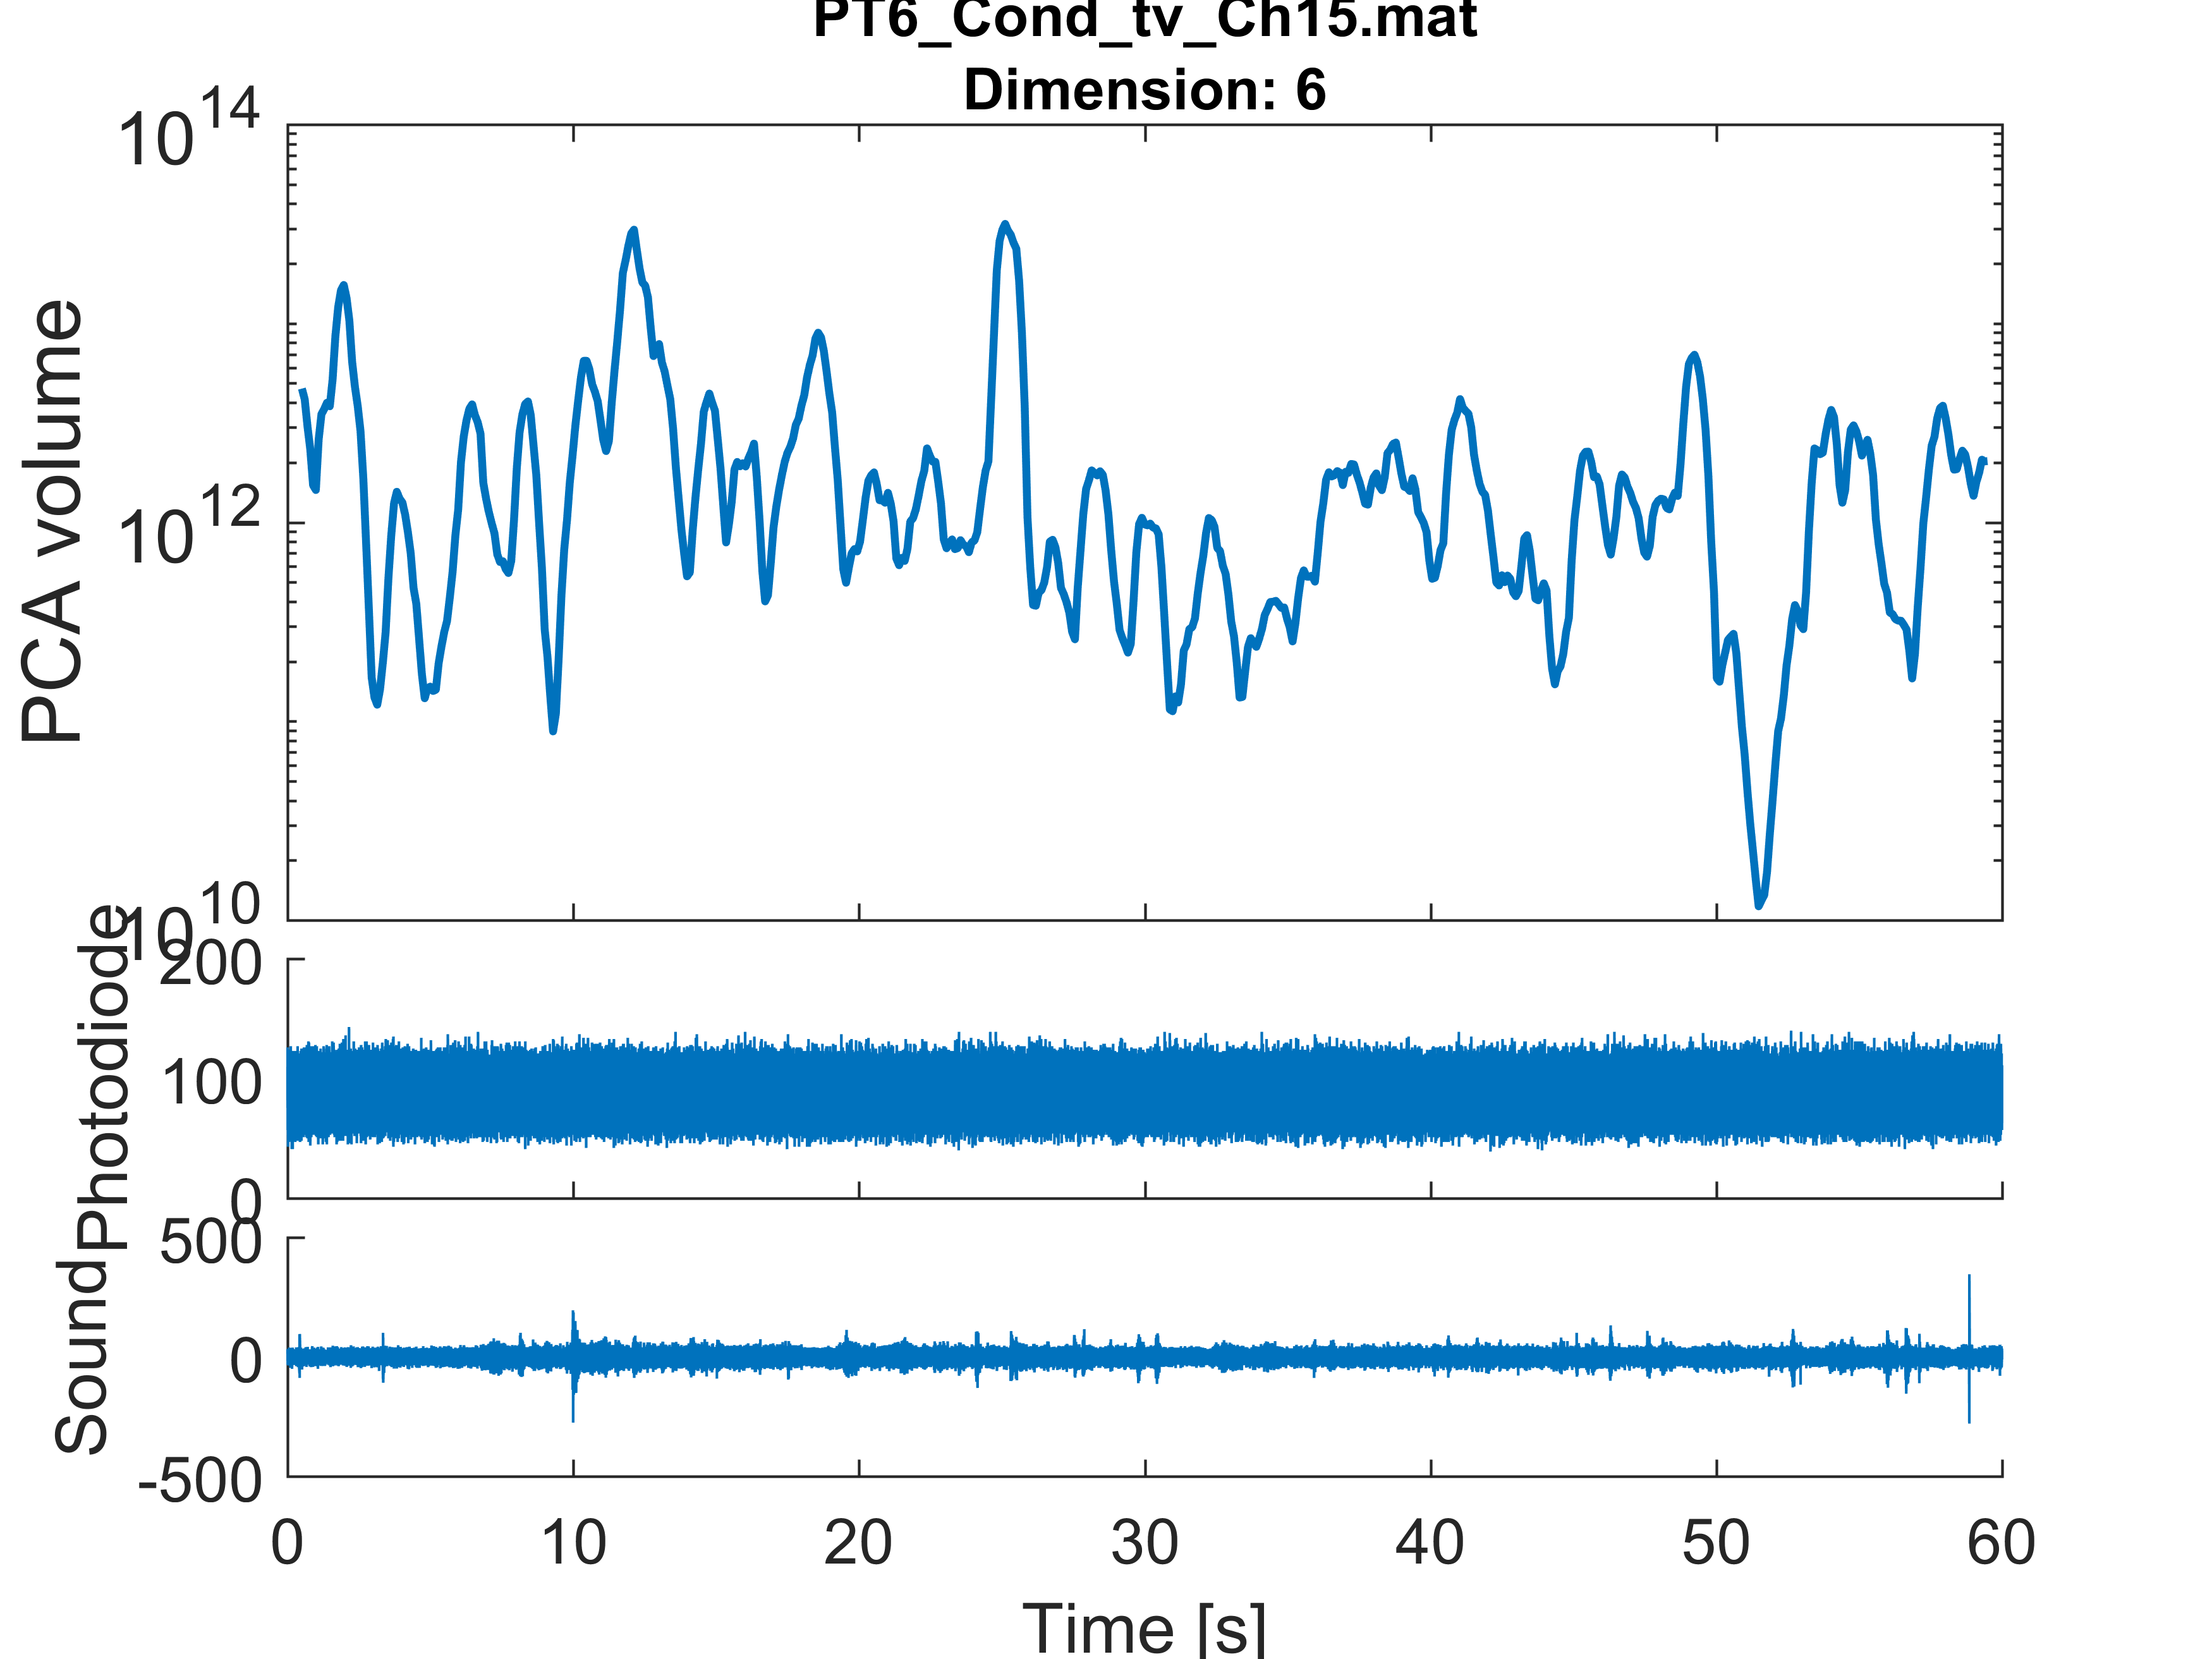 PT6_Cond_tv_Ch15.mat
Dimension: 6
PCA volume
10^14
10^12
10^10
Photodiode
200
100
0
Sound
500
0
-500
0 10 20 30 40 50 60
Time [s]